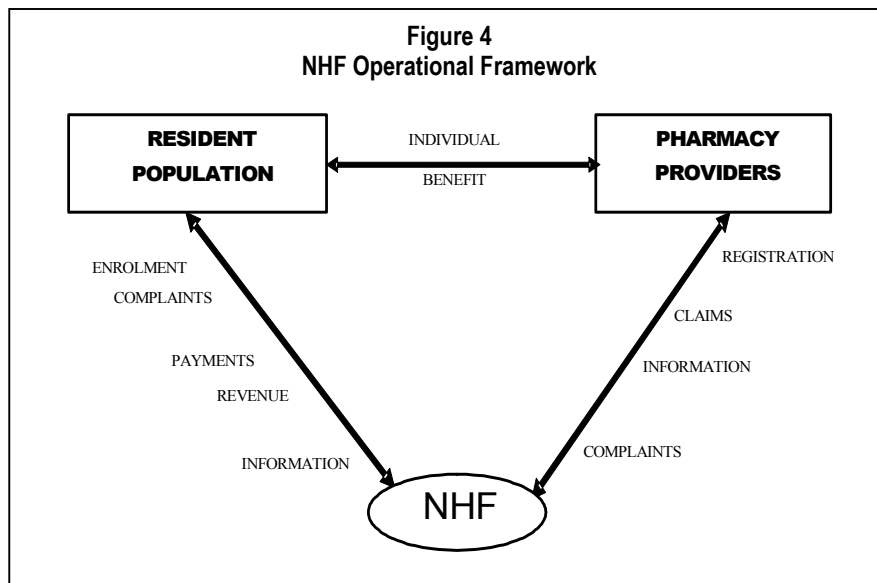 Figure 4
NHF Operational Framework
RESIDENT
POPULATION
INDIVIDUAL
BENEFIT
PHARMACY
PROVIDERS
ENROLMENT
COMPLAINTS
PAYMENTS
REVENUE
INFORMATION
REGISTRATION
CLAIMS
INFORMATION
COMPLAINTS
NHF